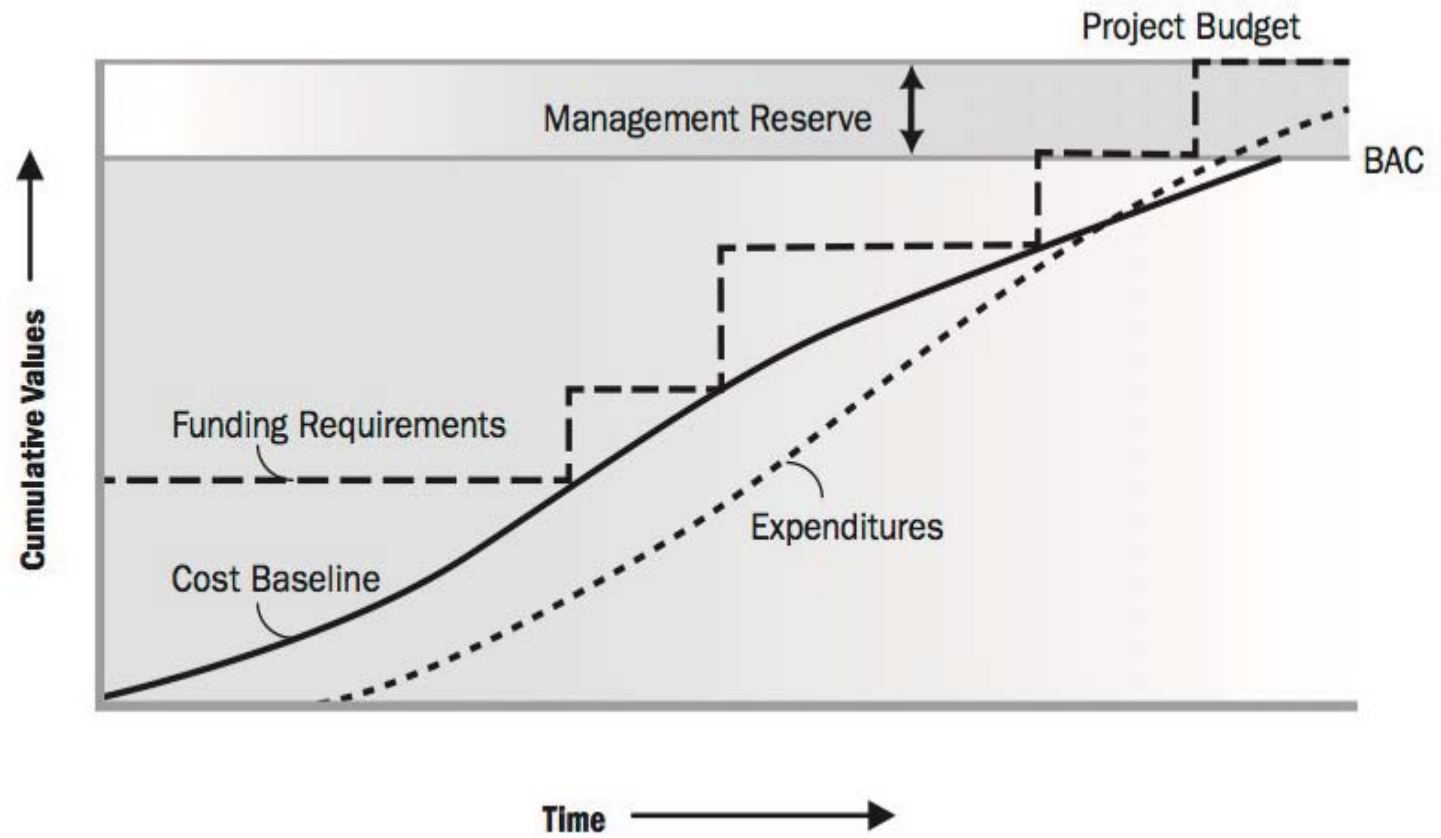 Project Budget
Management Reserve
BAC
Cumulative Values
Funding Requirements
Expenditures
Cost Baseline
Time